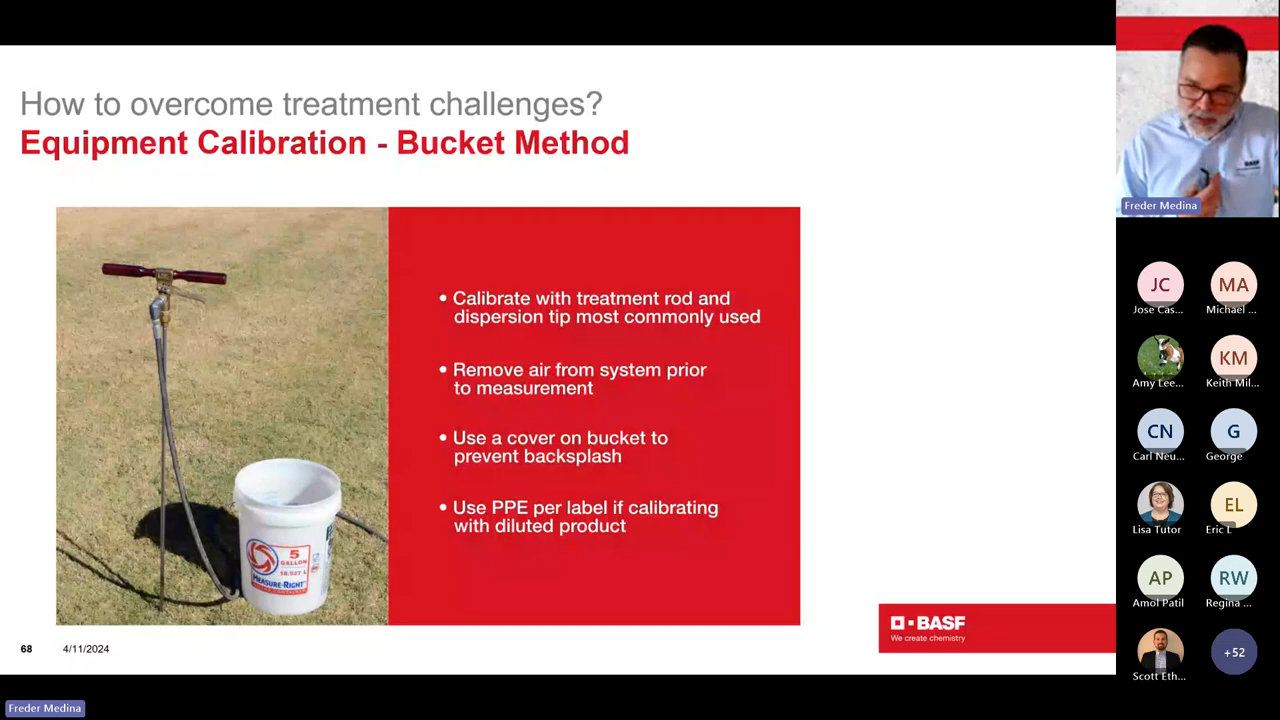 How to overcome treatment challenges?
Equipment Calibration - Bucket Method
• Calibrate with treatment rod and
dispersion tip most commonly used
• Remove air from system prior
to measurement
• Use a cover on bucket to
prevent backsplash
• Use PPE per label if calibrating
with diluted product
5
GALLON
18.927 L
MEASURE-RIGHT
BASF
We create chemistry
68
4/11/2024
Freder Medina
BASF
Freder Medina
JC
MA
Jose Cas...
Michael ...
KM
Amy Lee...
Keith Mil...
CN
G
Carl Neu...
George
EL
Lisa Tutor
Eric L
AP
RW
Amol Patil
Regina ...
+52
Scott Eth...